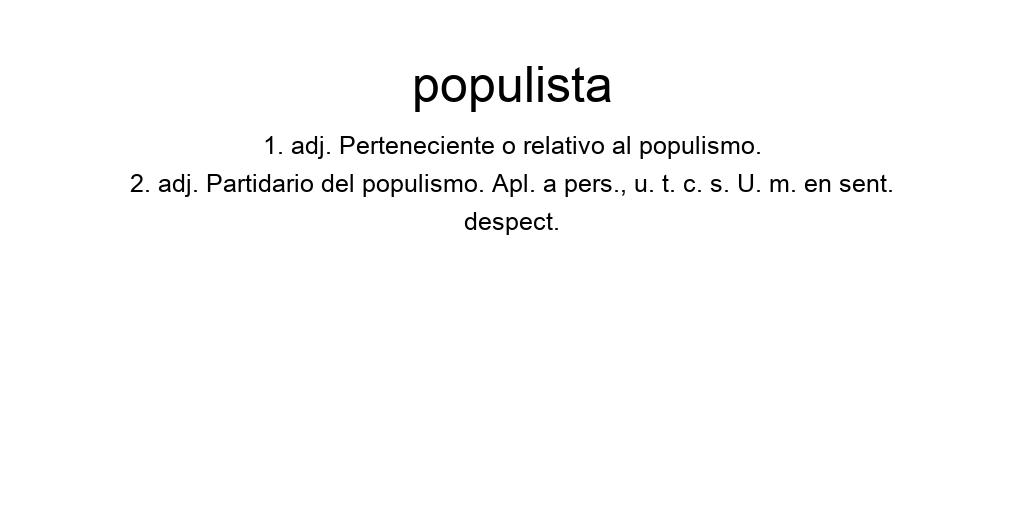 populista
1. adj. Perteneciente o relativo al populismo.
2. adj. Partidario del populismo. Apl. a pers., u. t. c. s. U. m. en sent.
despect.